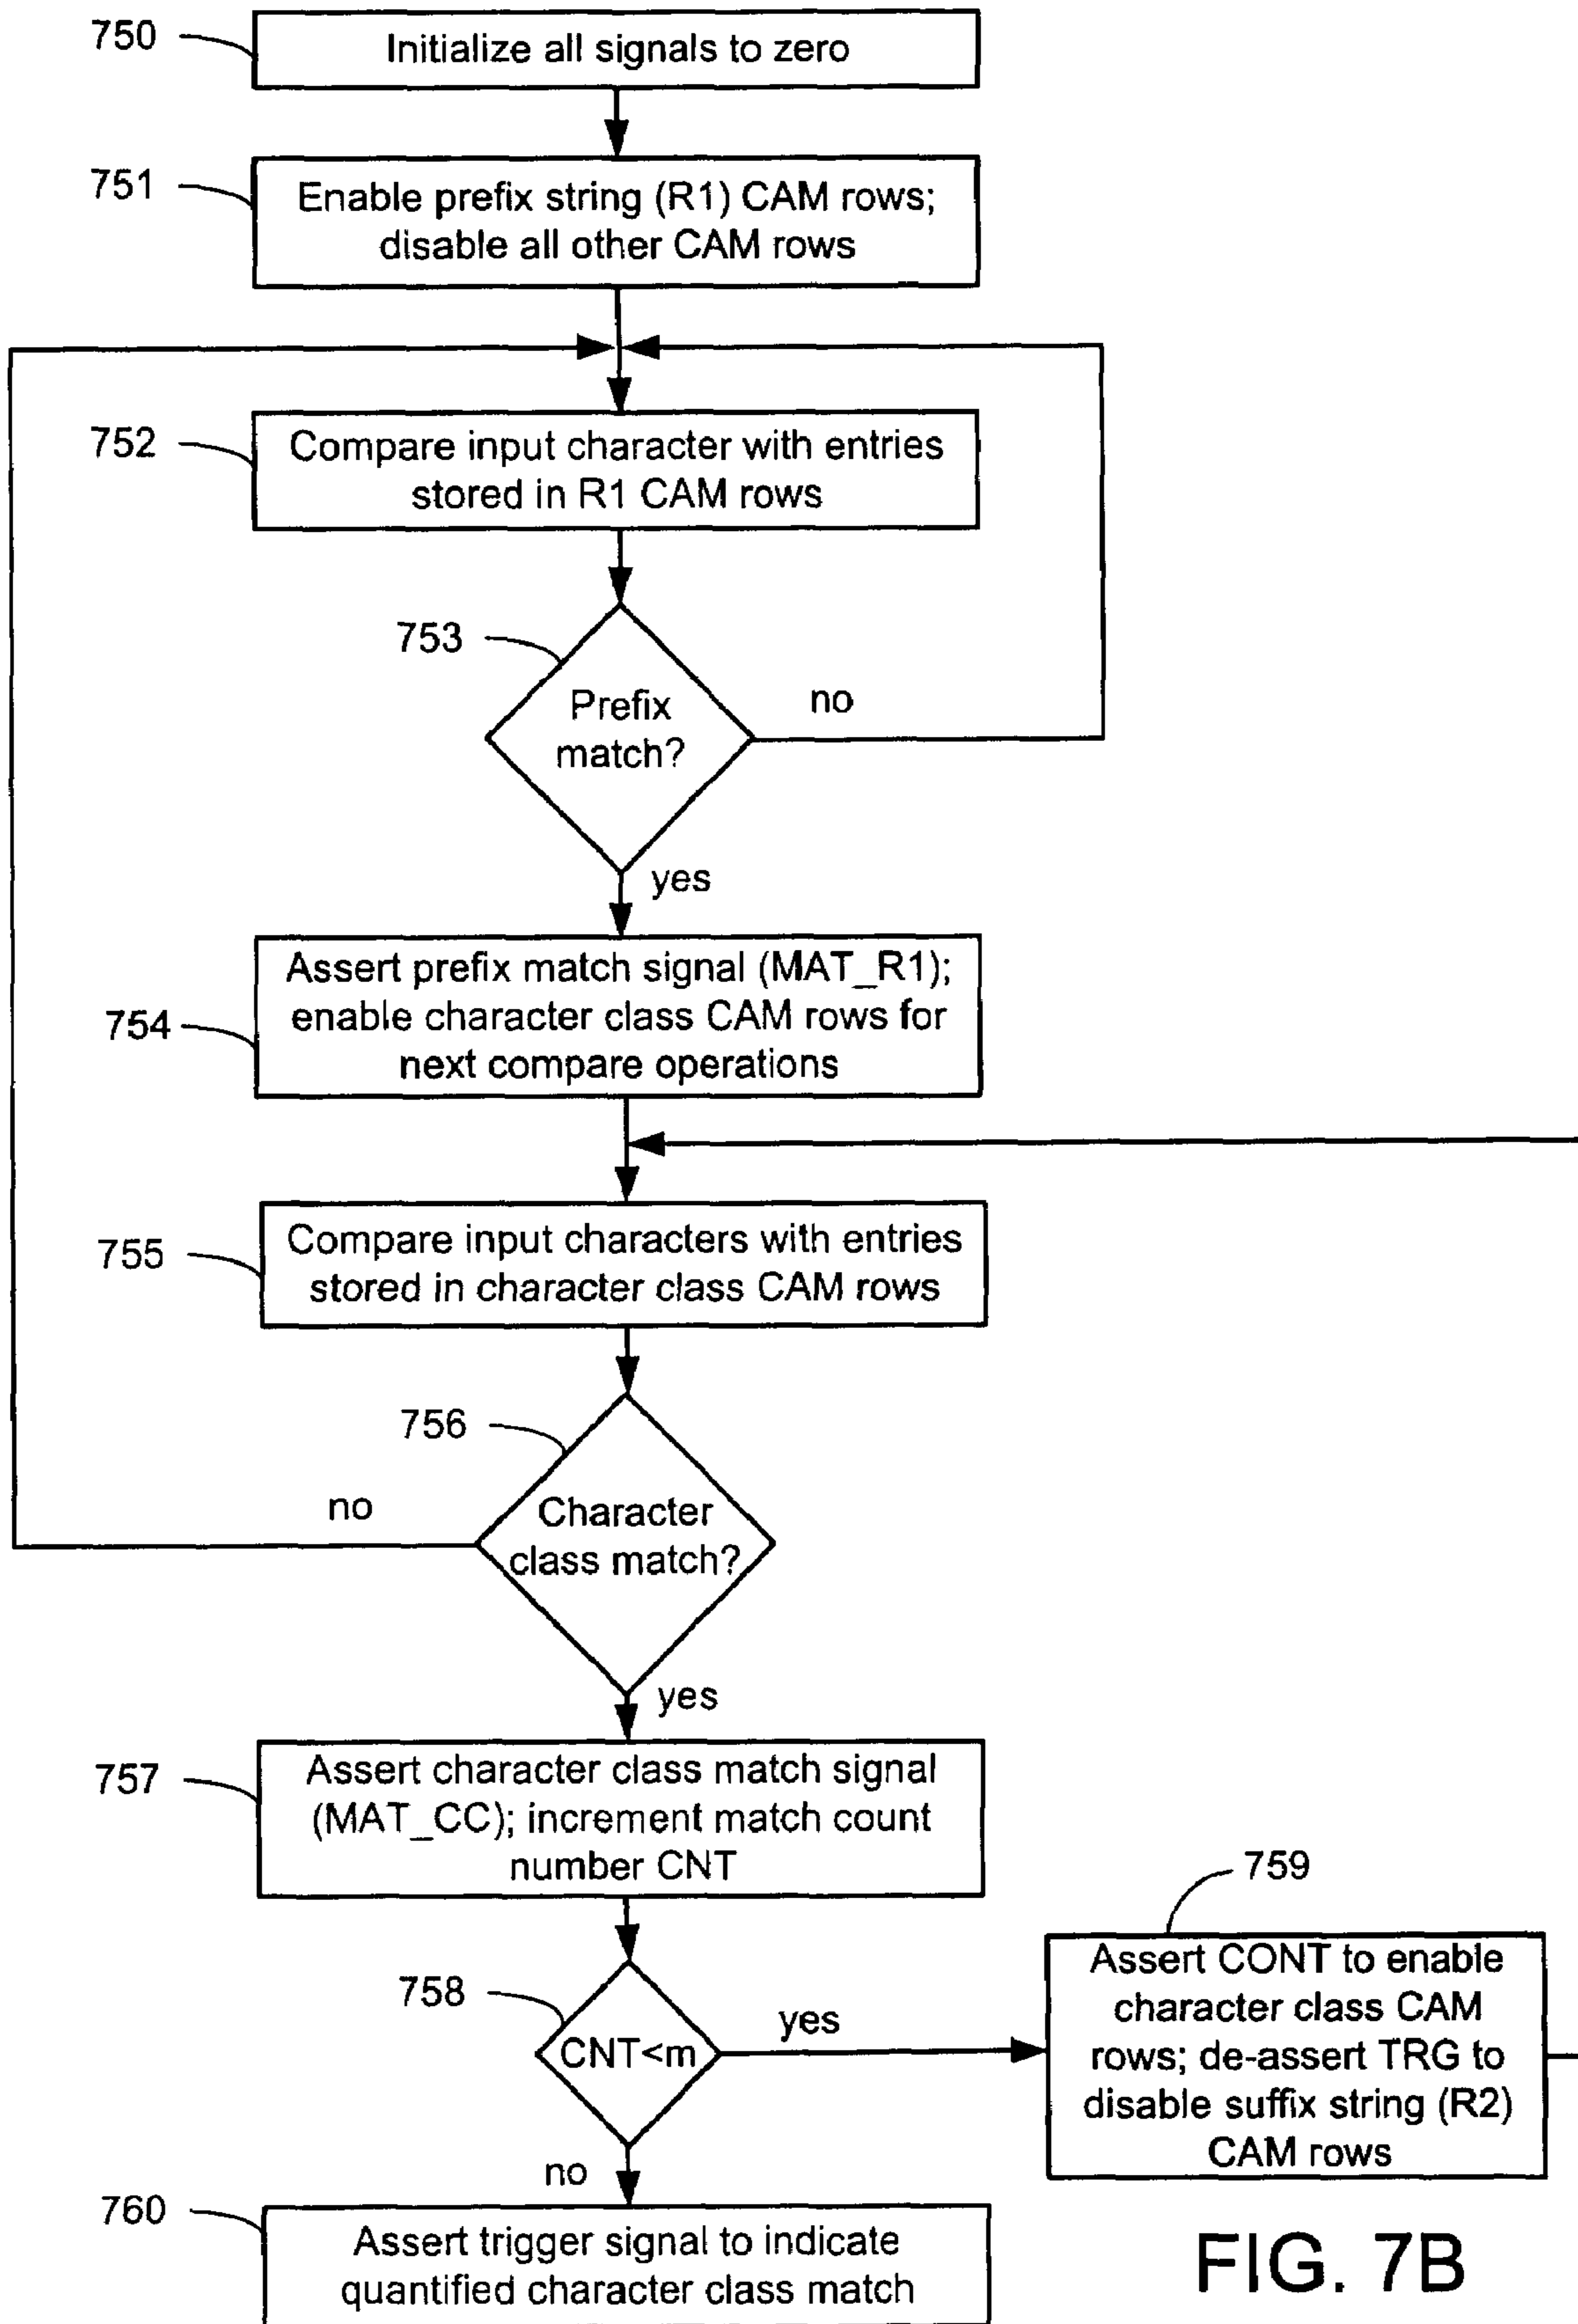 750
Initialize all signals to zero
751
Enable prefix string (R1) CAM rows;
disable all other CAM rows
752
Compare input character with entries
stored in R1 CAM rows
753
Prefix
match?
no
yes
754
Assert prefix match signal (MAT_R1);
enable character class CAM rows for
next compare operations
755
Compare input characters with entries
stored in character class CAM rows
756
Character
class match?
no
yes
757
Assert character class match signal
(MAT_CC); increment match count
number CNT
758
CNT<m
yes
no
759
Assert CONT to enable
character class CAM
rows; de-assert TRG to
disable suffix string (R2)
CAM rows
760
Assert trigger signal to indicate
quantified character class match
FIG. 7B